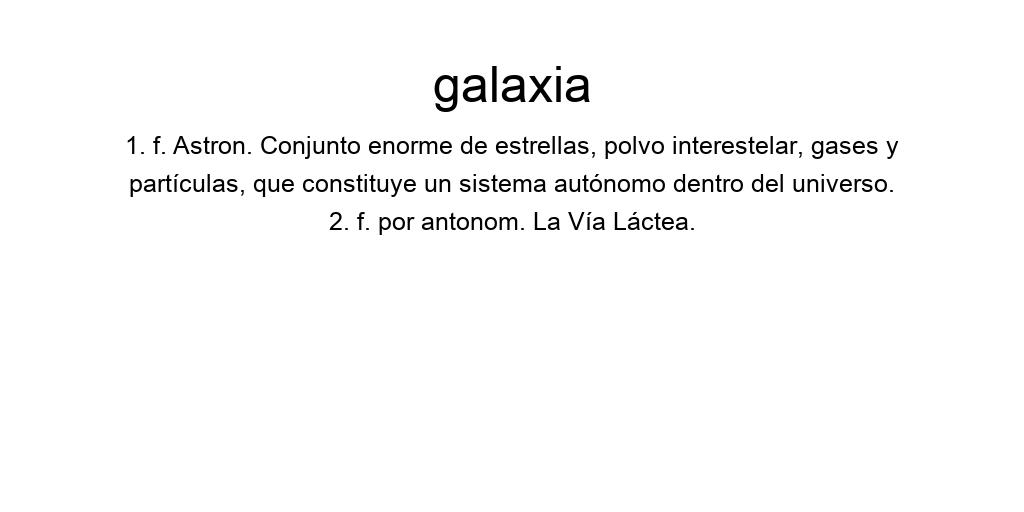 galaxia
1. f. Astron. Conjunto enorme de estrellas, polvo interestelar, gases y
partículas, que constituye un sistema autónomo dentro del universo.
2. f. por antonom. La Vía Láctea.